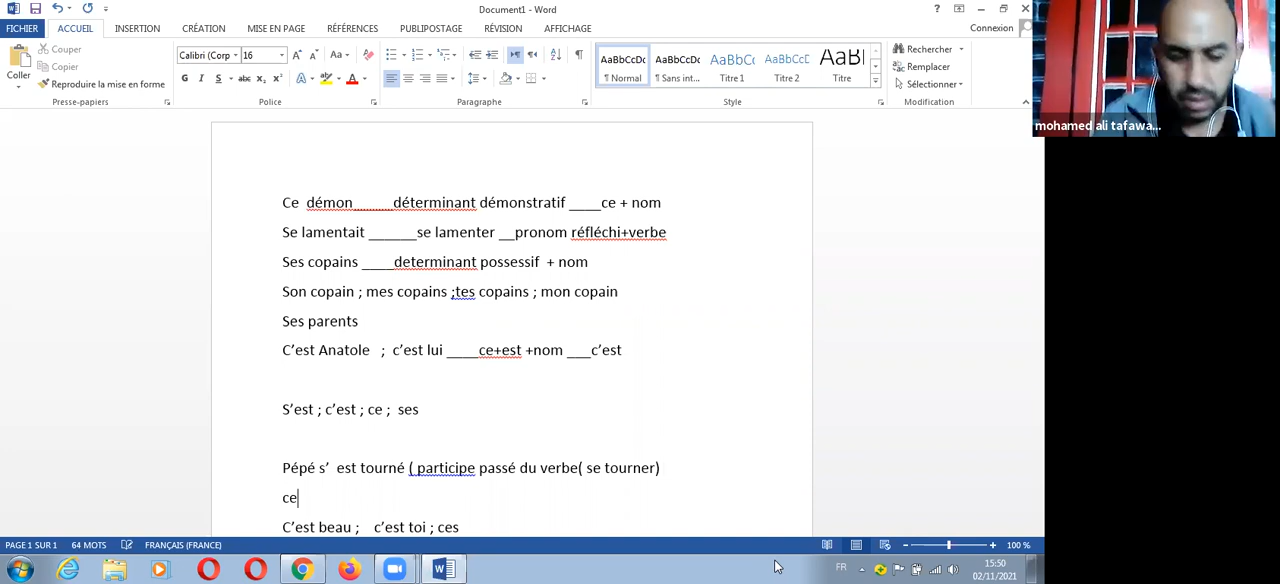 Document1 - Word
FICHIER ACCUEIL INSERTION CRÉATION MISE EN PAGE RÉFÉRENCES PUBLIPOSTAGE RÉVISION AFFICHAGE Connexion
Coller
Couper
Copier
Reproduire la mise en forme
Presse-papiers
Calibri (Corp 16
Police
Paragraphe
AaBbCcDc AaBbCcDc AaBbCc AaBbCcD AaBl
¶ Normal ¶ Sans int... Titre 1 Titre 2 Titre
Style
Rechercher
Remplacer
Sélectionner
Modification
mohamed ali tafawa...
Ce démon______déterminant démonstratif ____ce + nom
Se lamentait ______se lamenter __pronom réfléchi+verbe
Ses copains ____determinant possessif + nom
Son copain ; mes copains ;tes copains ; mon copain
Ses parents
C’est Anatole ; c’est lui ____ce+est +nom ___c’est
S’est ; c’est ; ce ; ses
Pépé s’ est tourné ( participe passé du verbe( se tourner)
ce
C’est beau ; c’est toi ; ces
PAGE 1 SUR 1 64 MOTS FRANÇAIS (FRANCE) 100 %
FR 15:50
02/11/2021